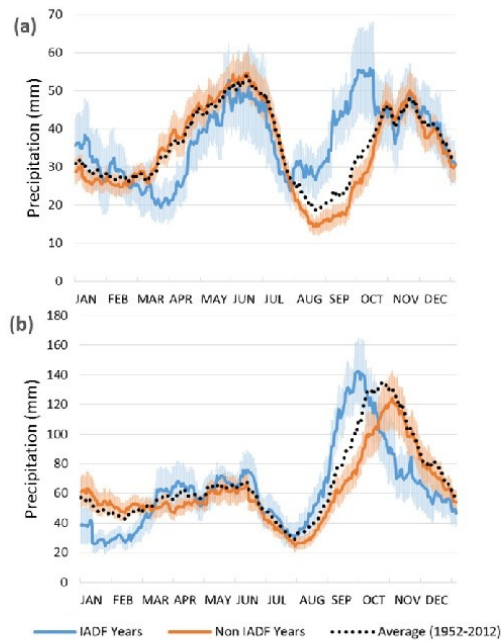 (a)
70
60
50
40
30
20
10
0
Precipitation (mm)
JAN FEB MAR APR MAY JUN JUL AUG SEP OCT NOV DEC
(b)
180
160
140
120
100
80
60
40
20
0
Precipitation (mm)
JAN FEB MAR APR MAY JUN JUL AUG SEP OCT NOV DEC
IADF Years Non IADF Years Average (1952-2012)